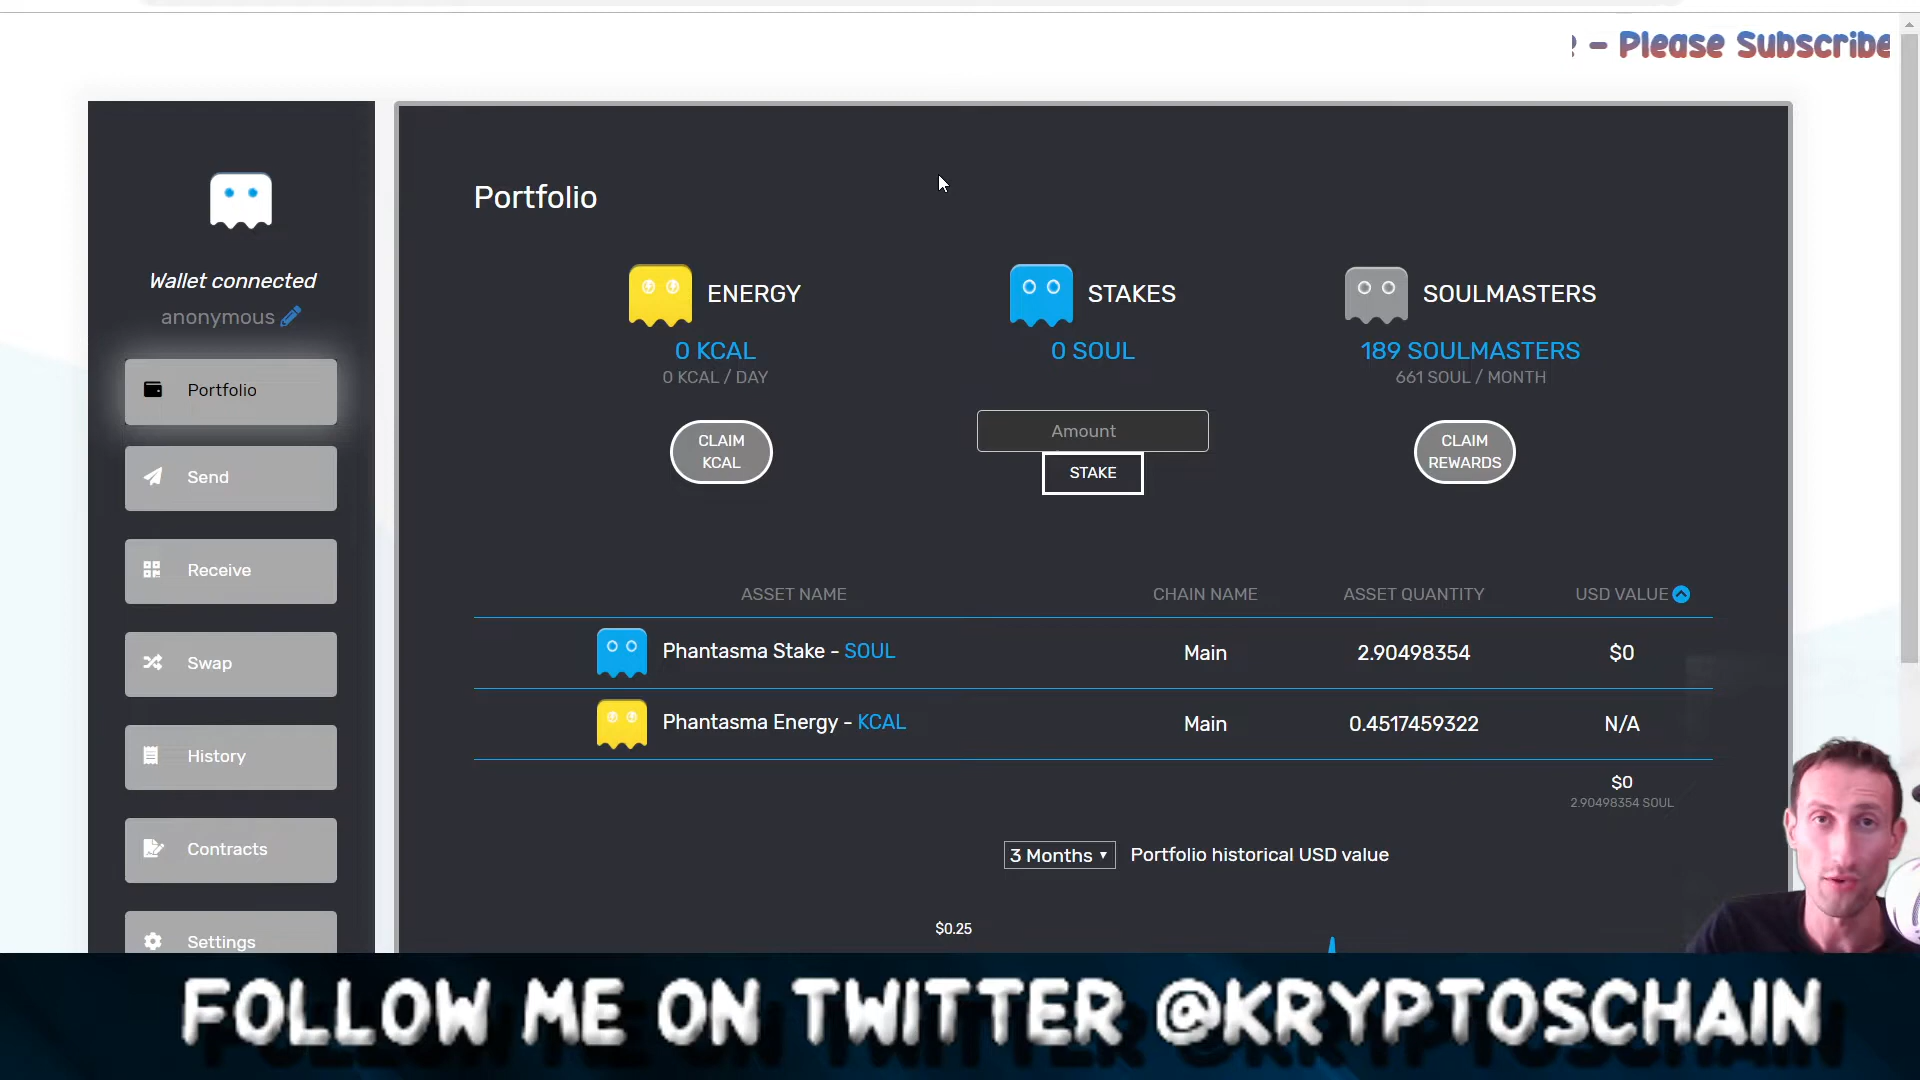 - Please Subscribe
Portfolio
Wallet connected
anonymous
ENERGY
0 KCAL
0 KCAL / DAY
CLAIM
KCAL
STAKES
0 SOUL
Amount
STAKE
SOULMASTERS
189 SOULMASTERS
661 SOUL / MONTH
CLAIM
REWARDS
Portfolio
Send
Receive
Swap
History
Contracts
Settings
ASSET NAME CHAIN NAME ASSET QUANTITY USD VALUE
Phantasma Stake - SOUL Main 2.90498354 $0
Phantasma Energy - KCAL Main 0.4517459322 N/A
$0
2.90498354 SOUL
3 Months Portfolio historical USD value
$0.25
FOLLOW ME ON TWITTER @KRYPTOSCHAIN